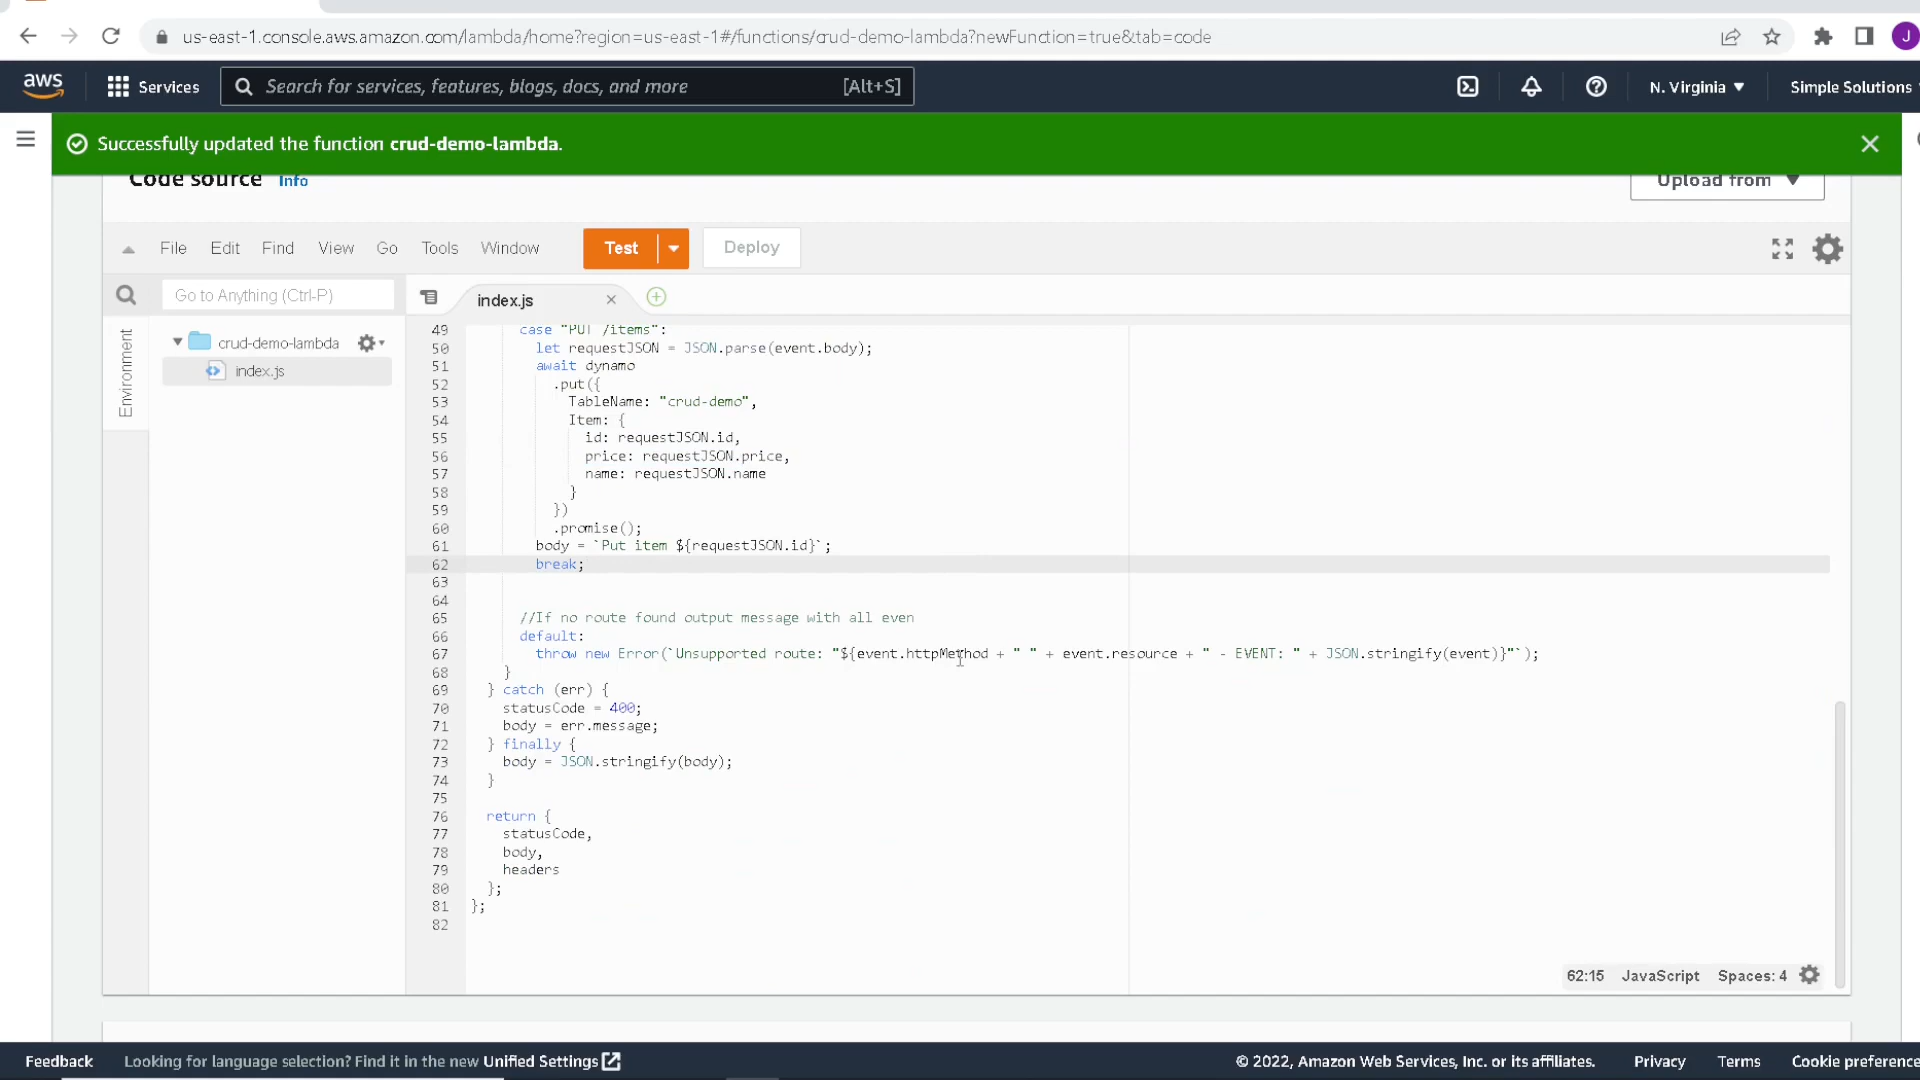 us-east-1.console.aws.amazon.com/lambda/home?region=us-east-1#/functions/crud-demo-lambda?newFunction=true&tab=code
J
aws
Services
Search for services, features, blogs, docs, and more
[Alt+S]
N. Virginia
Simple Solutions
Successfully updated the function crud-demo-lambda.
Code source
Info
Upload from
File
Edit
Find
View
Go
Tools
Window
Test
Deploy
Go to Anything (Ctrl-P)
index.js
Environment
crud-demo-lambda
index.js
49 case "PUT /items":
50 let requestJSON = JSON.parse(event.body);
51 await dynamo
52 .put({
53 TableName: "crud-demo",
54 Item: {
55 id: requestJSON.id,
56 price: requestJSON.price,
57 name: requestJSON.name
58 }
59 })
60 .promise();
61 body = `Put item ${requestJSON.id}`;
62 break;
63
64
65 //If no route found output message with all even
66 default:
67 throw new Error(`Unsupported route: "${event.httpMethod + " " + event.resource + " - EVENT: " + JSON.stringify(event)}"`);
68 }
69 } catch (err) {
70 statusCode = 400;
71 body = err.message;
72 } finally {
73 body = JSON.stringify(body);
74 }
75
76 return {
77 statusCode,
78 body,
79 headers
80 };
81 };
82
62:15
JavaScript
Spaces: 4
Feedback
Looking for language selection? Find it in the new Unified Settings
© 2022, Amazon Web Services, Inc. or its affiliates.
Privacy
Terms
Cookie preference